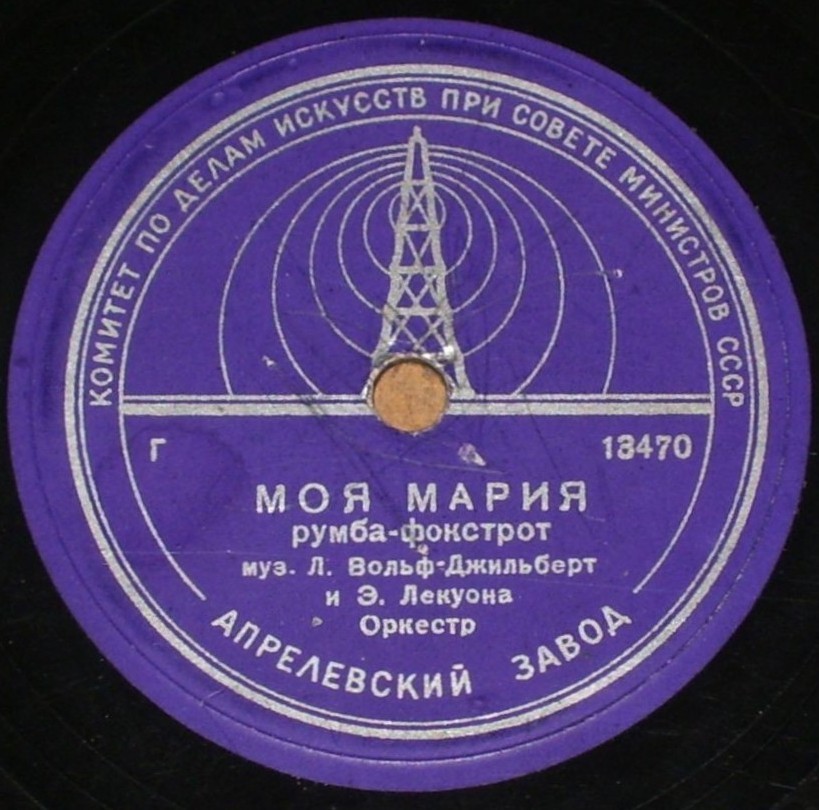 КОМИТЕТ ПО ДЕЛАМ ИСКУССТВ ПРИ СОВЕТЕ МИНИСТРОВ СССР
Г 13470
МОЯ МАРИЯ
румба-фокстрот
муз. Л. Вольф-Джильберт
и Э. Лекуона
Оркестр
АПРЕЛЕВСКИЙ ЗАВОД